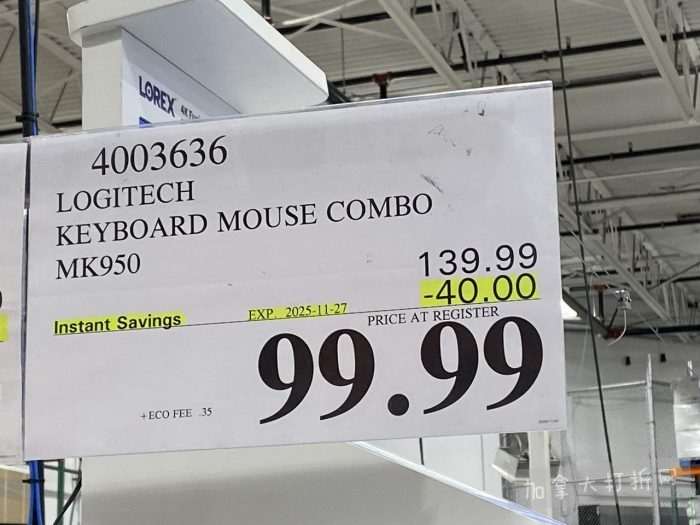 LOREX
4003636
LOGITECH
KEYBOARD MOUSE COMBO
MK950
139.99
-40.00
Instant Savings
EXP. 2025-11-27
PRICE AT REGISTER
99.99
+ECO FEE .35
加拿大打折网